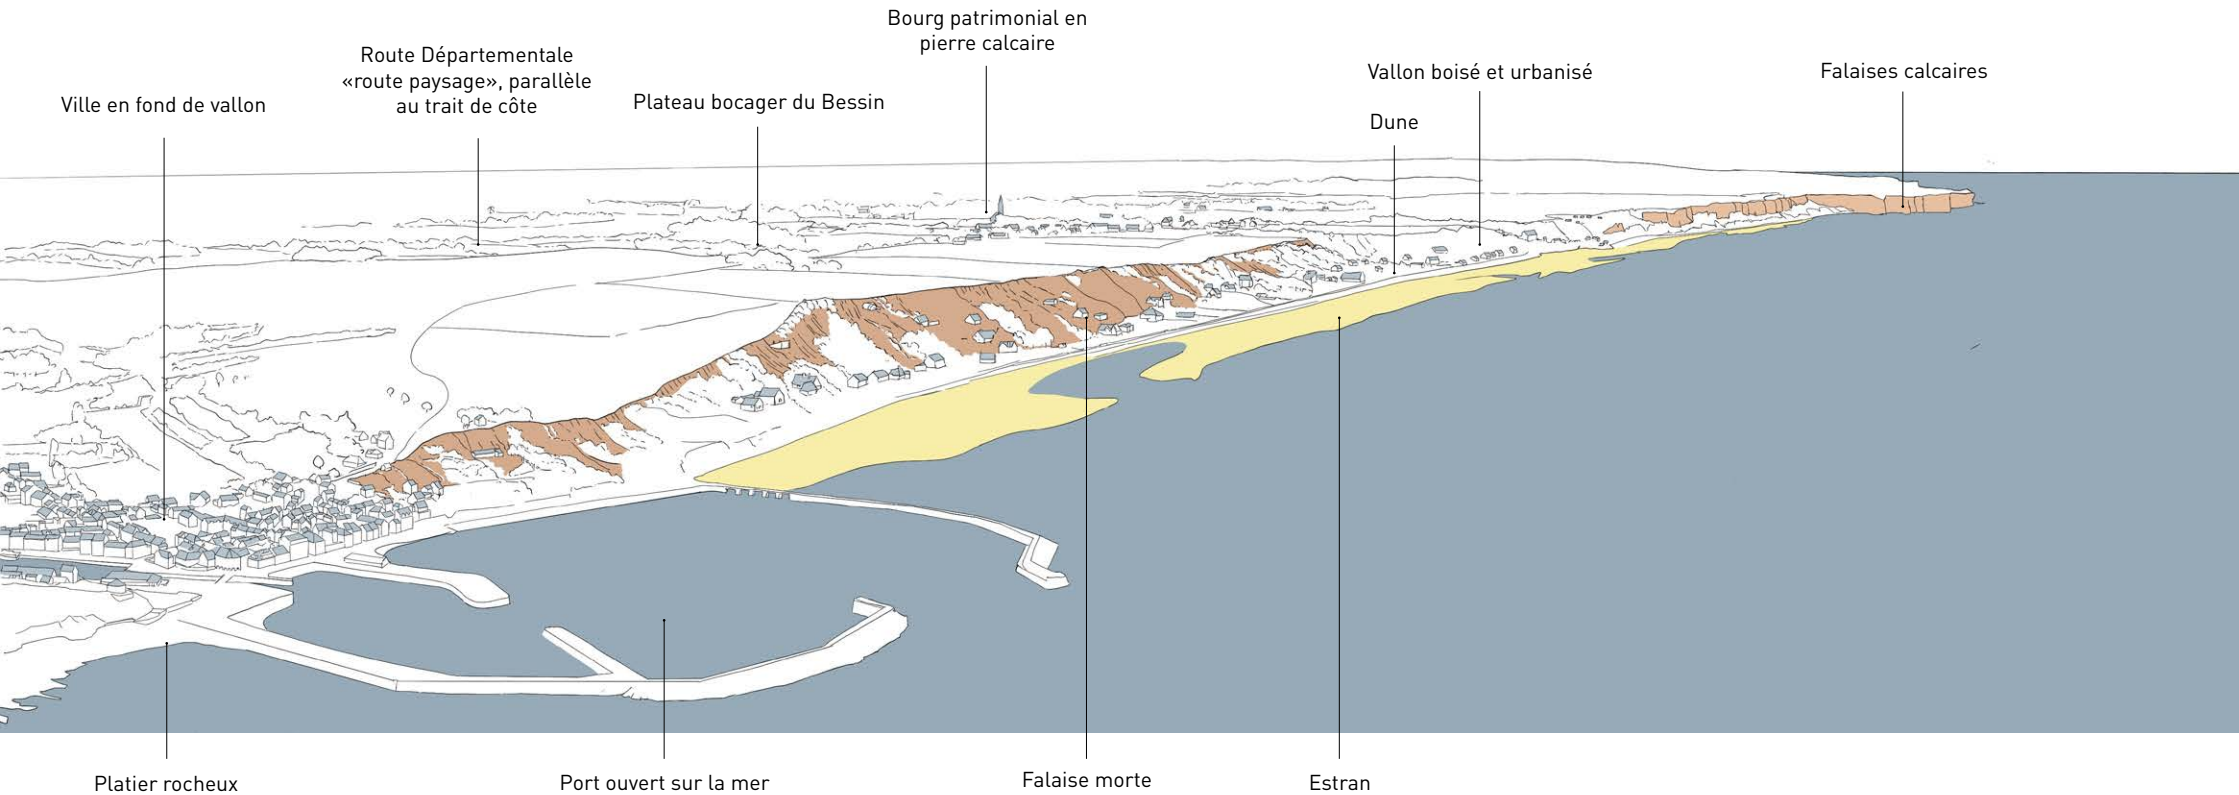 Bourg patrimonial en
pierre calcaire
Route Départementale
«route paysage», parallèle
au trait de côte
Vallon boisé et urbanisé
Falaises calcaires
Ville en fond de vallon
Plateau bocager du Bessin
Dune
Platier rocheux
Port ouvert sur la mer
Falaise morte
Estran